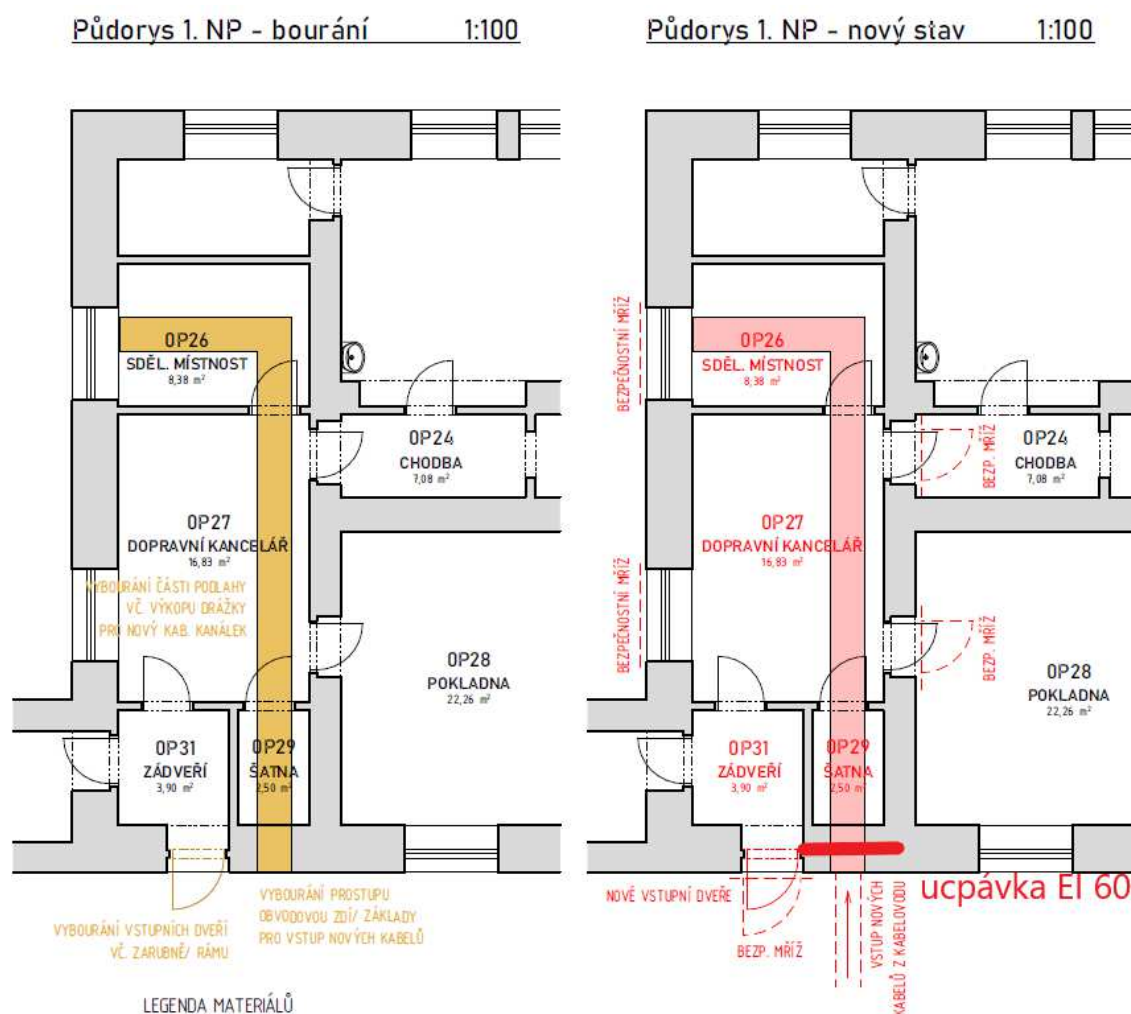 Půdorys 1. NP - bourání 1:100
0P26
SDĚL. MÍSTNOST
8,38 m²
0P24
CHODBA
7,08 m²
0P27
DOPRAVNÍ KANCELÁŘ
16,83 m²
VYBOURÁNÍ ČÁSTI PODLAHY
VČ. VÝKOPU DRÁŽKY
PRO NOVÝ KAB. KANÁLEK
0P28
POKLADNA
22,26 m²
0P31
ZÁDVEŘÍ
3,90 m²
0P29
ŠATNA
2,50 m²
VYBOURÁNÍ VSTUPNÍCH DVEŘÍ
VČ. ZARUBNĚ/ RÁMU
VYBOURÁNÍ PROSTUPU
OBVODOVOU ZDÍ/ ZÁKLADY
PRO VSTUP NOVÝCH KABELŮ
LEGENDA MATERIÁLŮ
Půdorys 1. NP - nový stav 1:100
BEZPEČNOSTNÍ MŘÍŽ
0P26
SDĚL. MÍSTNOST
8,38 m²
BEZP. MŘÍŽ
0P24
CHODBA
7,08 m²
0P27
DOPRAVNÍ KANCELÁŘ
16,83 m²
BEZPEČNOSTNÍ MŘÍŽ
BEZP. MŘÍŽ
0P28
POKLADNA
22,26 m²
0P31
ZÁDVEŘÍ
3,90 m²
0P29
ŠATNA
2,50 m²
ucpávka EI 60
NOVÉ VSTUPNÍ DVEŘE
BEZP. MŘÍŽ
VSTUP NOVÝCH
KABELŮ Z KABELOVODU